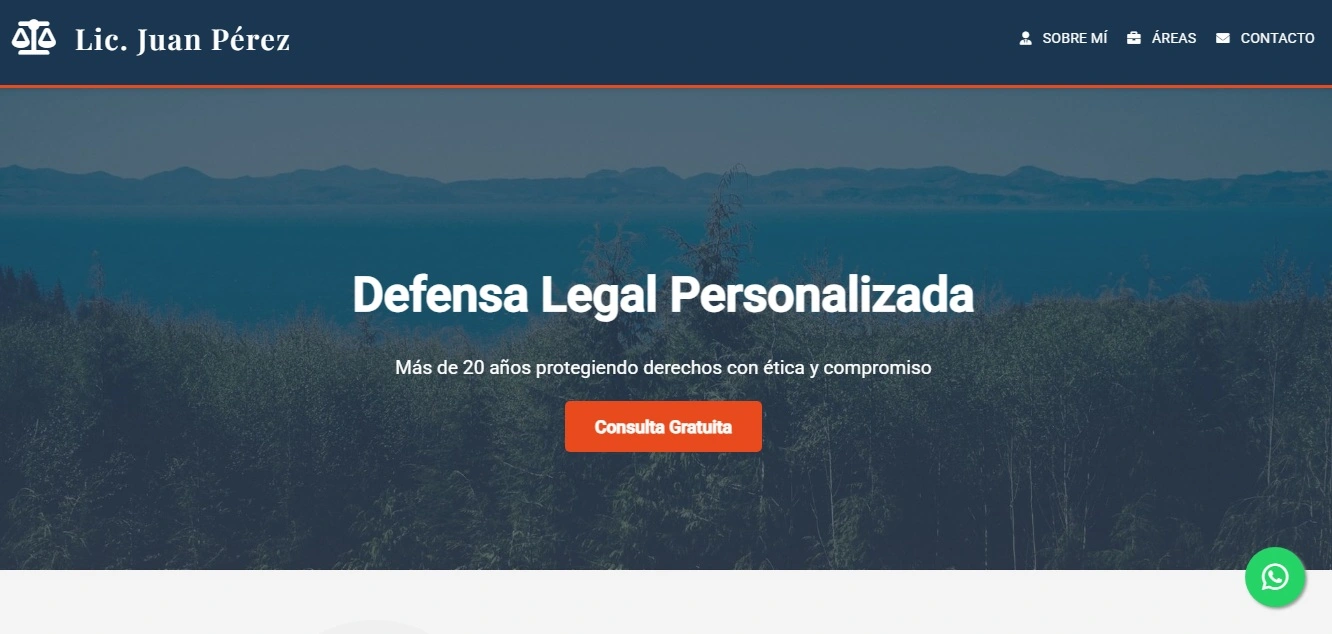 Lic. Juan Pérez
SOBRE MÍ
ÁREAS
CONTACTO
Defensa Legal Personalizada
Más de 20 años protegiendo derechos con ética y compromiso
Consulta Gratuita